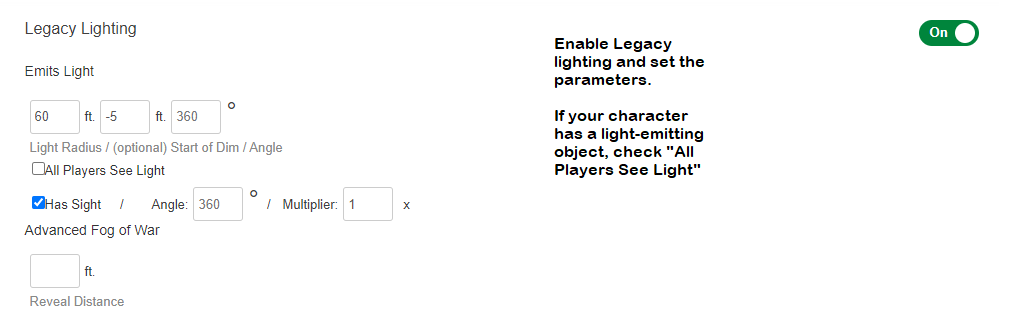 Legacy Lighting
On
Enable Legacy
lighting and set the
parameters.
If your character
has a light-emitting
object, check "All
Players See Light"
Emits Light
60 ft. -5 ft. 360 °
Light Radius / (optional) Start of Dim / Angle
All Players See Light
Has Sight / Angle: 360 ° / Multiplier: 1 x
Advanced Fog of War
ft.
Reveal Distance